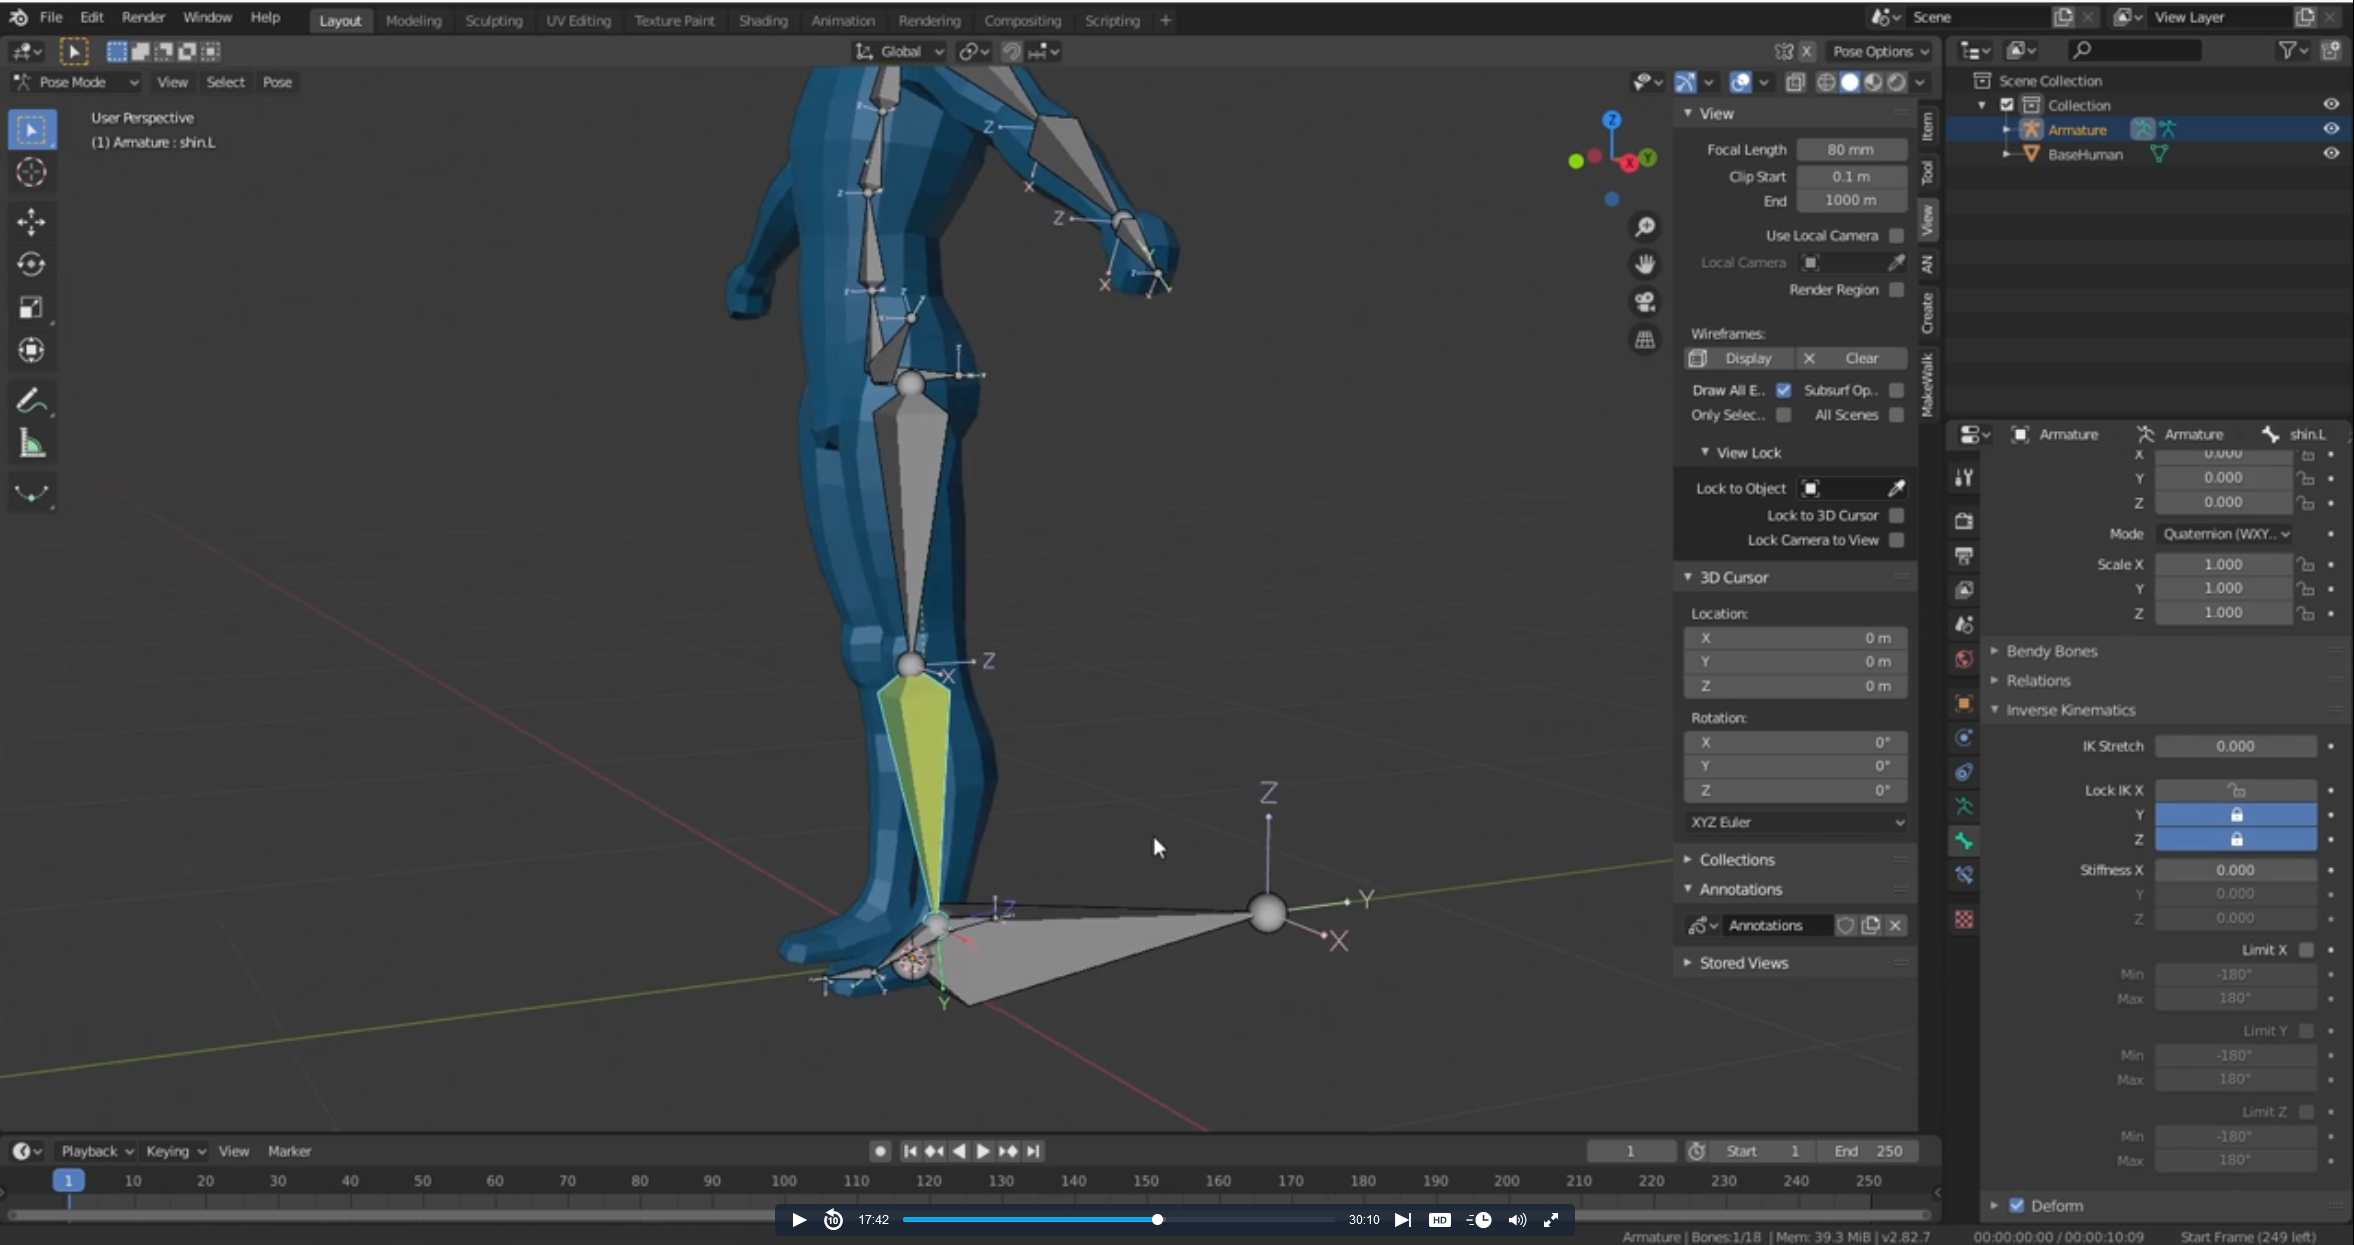 File Edit Render Window Help Layout Modeling Sculpting UV Editing Texture Paint Shading Animation Rendering Compositing Scripting + Scene View Layer
Global X Pose Options
Pose Mode View Select Pose
User Perspective
(1) Armature : shin.L
View
Focal Length 80 mm
Clip Start 0.1 m
End 1000 m
Use Local Camera
Local Camera
Render Region
Wireframes:
Display Clear
Draw All E.. Subsurf Op..
Only Selec.. All Scenes
View Lock
Lock to Object
Lock to 3D Cursor
Lock Camera to View
3D Cursor
Location:
X 0 m
Y 0 m
Z 0 m
Rotation:
X 0°
Y 0°
Z 0°
XYZ Euler
Collections
Annotations
Annotations
Stored Views
Item
Tool
View
AN
Create
MakeWalk
Z
X
Y
Z
X
Z
X
Z
X
Z
Y
Z
Y
X
Scene Collection
Collection
Armature
BaseHuman
Armature Armature shin.L
X 0.000
Y 0.000
Z 0.000
Mode Quaternion (WXY..
Scale X 1.000
Y 1.000
Z 1.000
Bendy Bones
Relations
Inverse Kinematics
IK Stretch 0.000
Lock IK X
Y
Z
Stiffness X 0.000
Y 0.000
Z 0.000
Limit X
Min -180°
Max 180°
Limit Y
Min -180°
Max 180°
Limit Z
Min -180°
Max 180°
Deform
Playback Keying View Marker 1 Start 1 End 250
1 10 20 30 40 50 60 70 80 90 100 110 120 130 140 150 160 170 180 190 200 210 220 230 240 250
10 17:42 30:10 HD
Armature | Bones:1/18 | Mem: 39.3 MiB | v2.82.7 00:00:00:00 / 00:00:10:09 Start Frame (249 left)